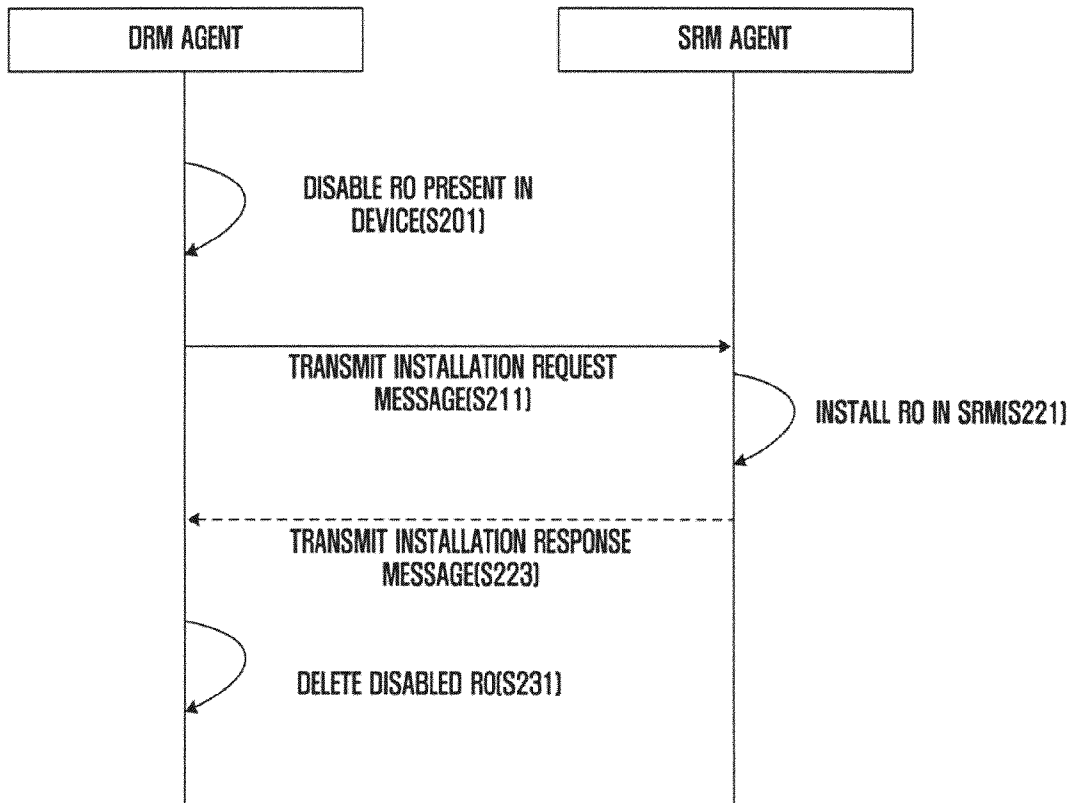 DRM AGENT
SRM AGENT
DISABLE RO PRESENT IN
DEVICE(S201)
TRANSMIT INSTALLATION REQUEST
MESSAGE(S211)
INSTALL RO IN SRM(S221)
TRANSMIT INSTALLATION RESPONSE
MESSAGE(S223)
DELETE DISABLED RO(S231)